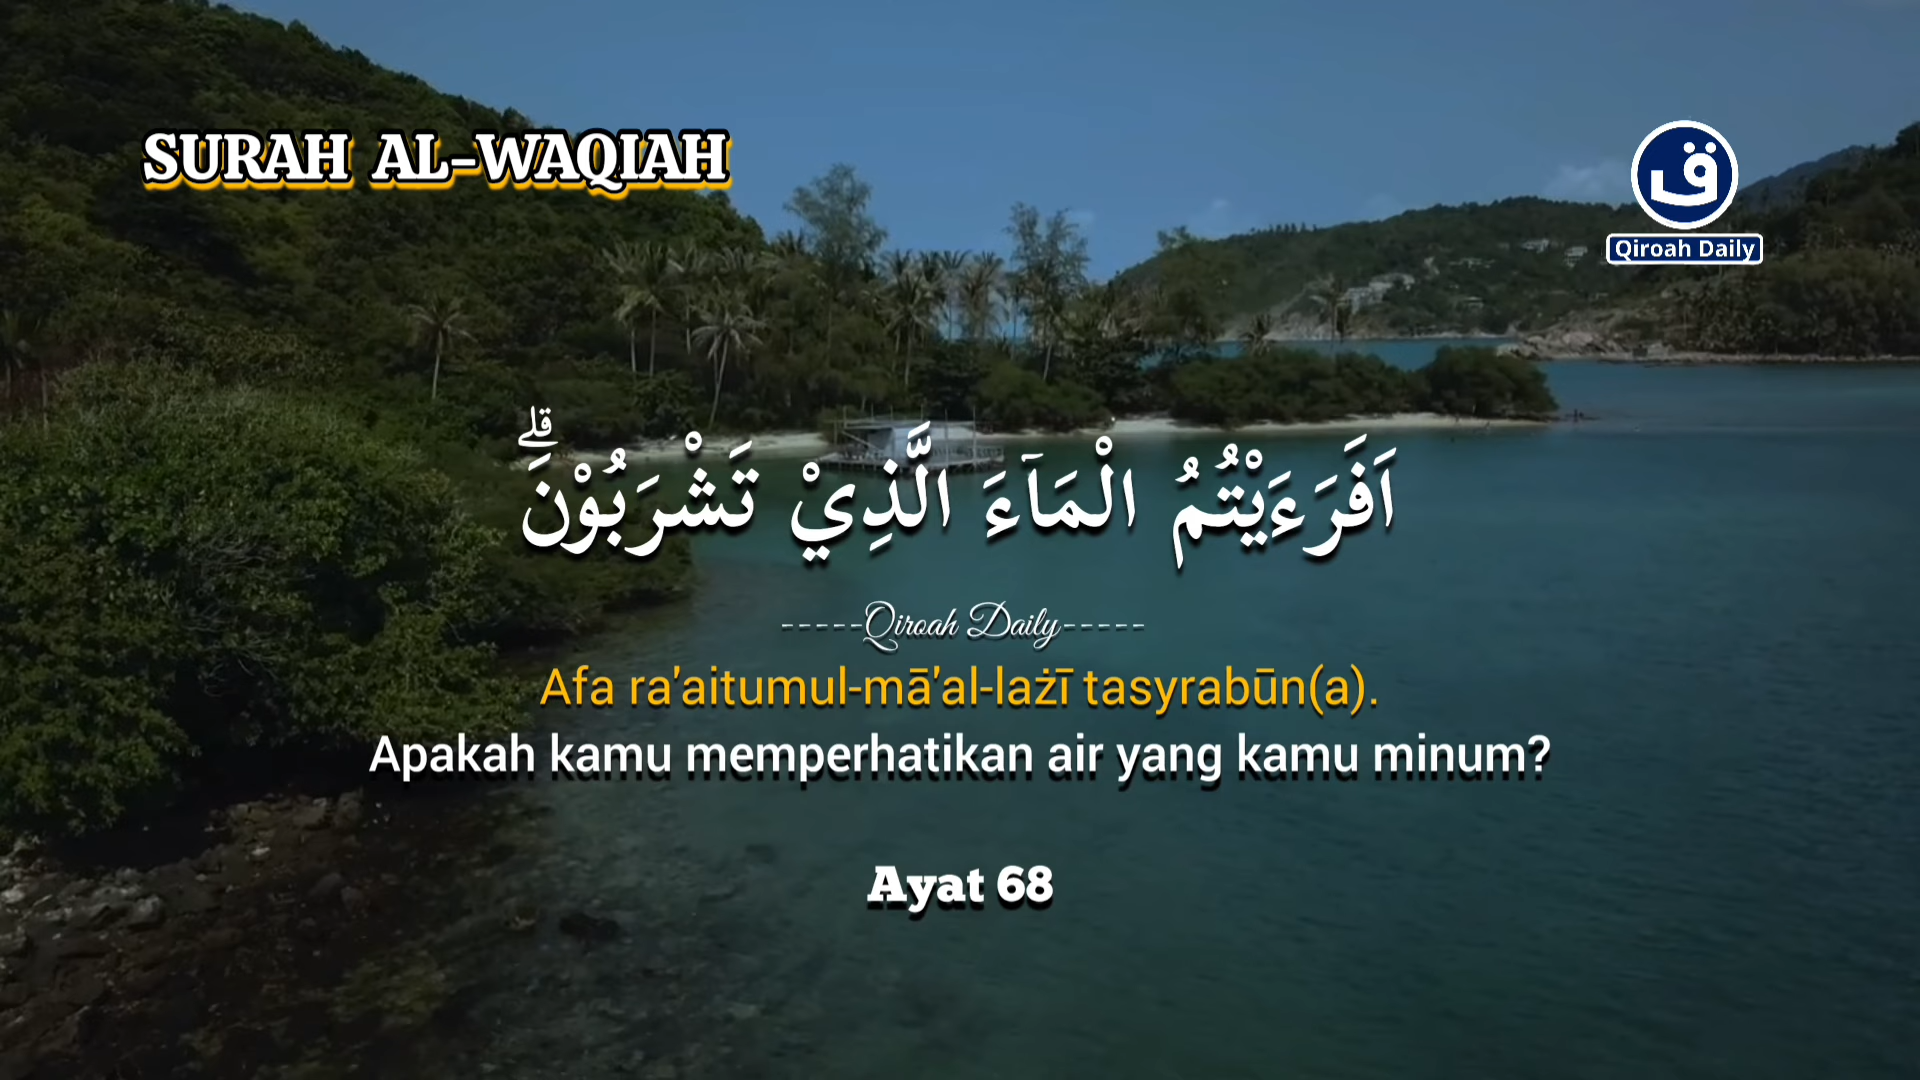 SURAH AL-WAQIAH
ق
Qiroah Daily
اَفَرَءَيْتُمُ الْمَاۤءَ الَّذِيْ تَشْرَبُوْنَۗ
-----Qiroah Daily-----
Afa ra'aitumul-mā'al-lażī tasyrabūn(a).
Apakah kamu memperhatikan air yang kamu minum?
Ayat 68